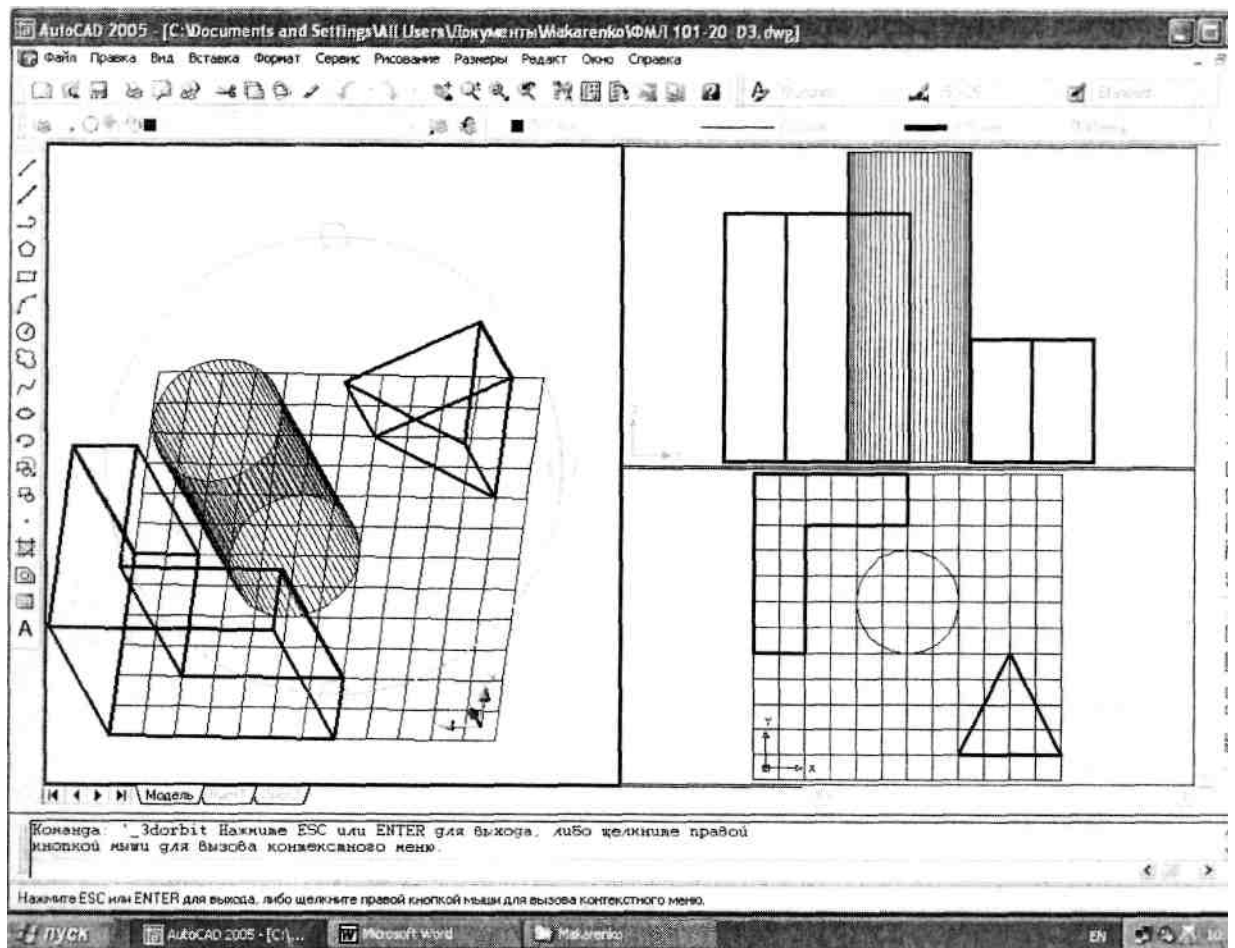 AutoCAD 2005 - [C:\Documents and Settings\All Users\Документы\Makarenko\ФМЛ 101-20 D3.dwg]
Файл Правка Вид Вставка Формат Сервис Рисование Размеры Редакт Окно Справка
A
Y
X
Модель
Команда: '_3dorbit Нажмите ESC или ENTER для выхода, либо щелкните правой
кнопкой мыши для вызова контекстного меню.
Нажмите ESC или ENTER для выхода, либо щелкните правой кнопкой мыши для вызова контекстного меню.
пуск AutoCAD 2005 - [C:\... Microsoft Word Makarenko EN